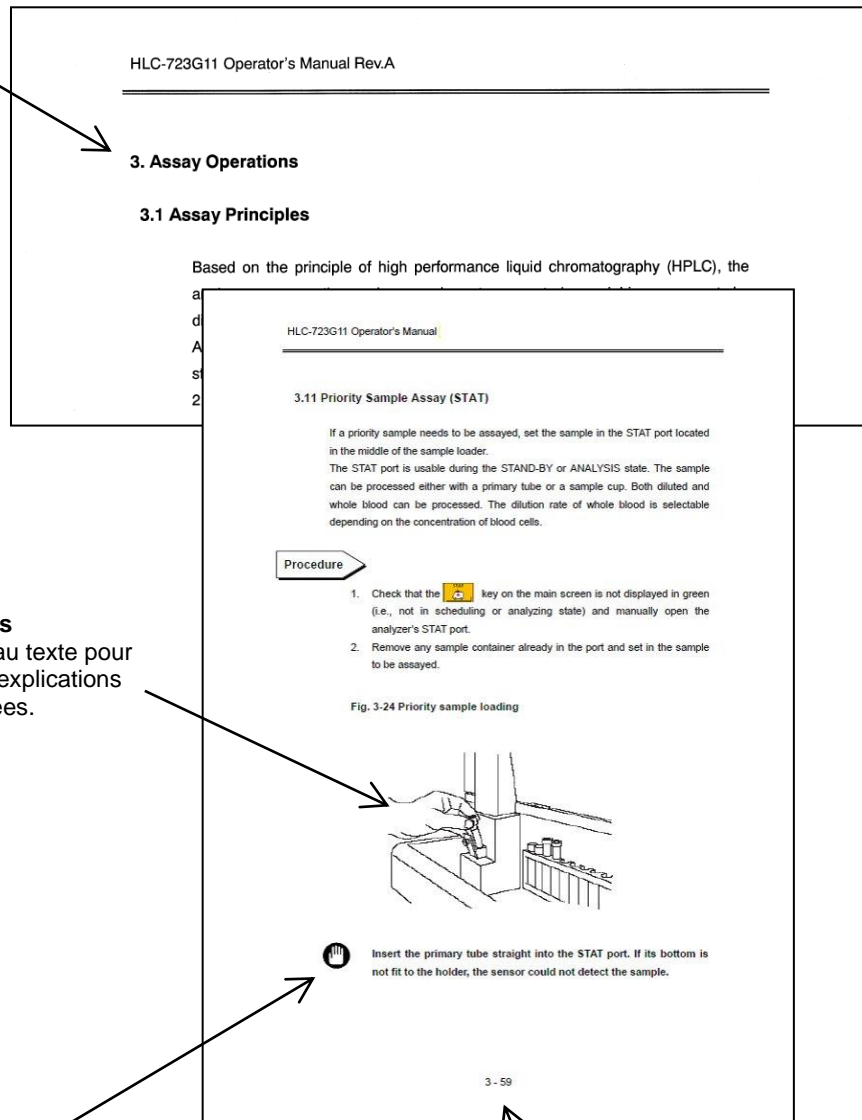 HLC-723G11 Operator's Manual Rev.A
3. Assay Operations
3.1 Assay Principles
Based on the principle of high performance liquid chromatography (HPLC), the
HLC-723G11 Operator's Manual
3.11 Priority Sample Assay (STAT)
If a priority sample needs to be assayed, set the sample in the STAT port located
in the middle of the sample loader.
The STAT port is usable during the STAND-BY or ANALYSIS state. The sample
can be processed either with a primary tube or a sample cup. Both diluted and
whole blood can be processed. The dilution rate of whole blood is selectable
depending on the concentration of blood cells.
Procedure
1. Check that the STAT key on the main screen is not displayed in green
(i.e., not in scheduling or analyzing state) and manually open the
analyzer's STAT port.
2. Remove any sample container already in the port and set in the sample
to be assayed.
Fig. 3-24 Priority sample loading
au texte pour
explications
Insert the primary tube straight into the STAT port. If its bottom is
not fit to the holder, the sensor could not detect the sample.
3 - 59